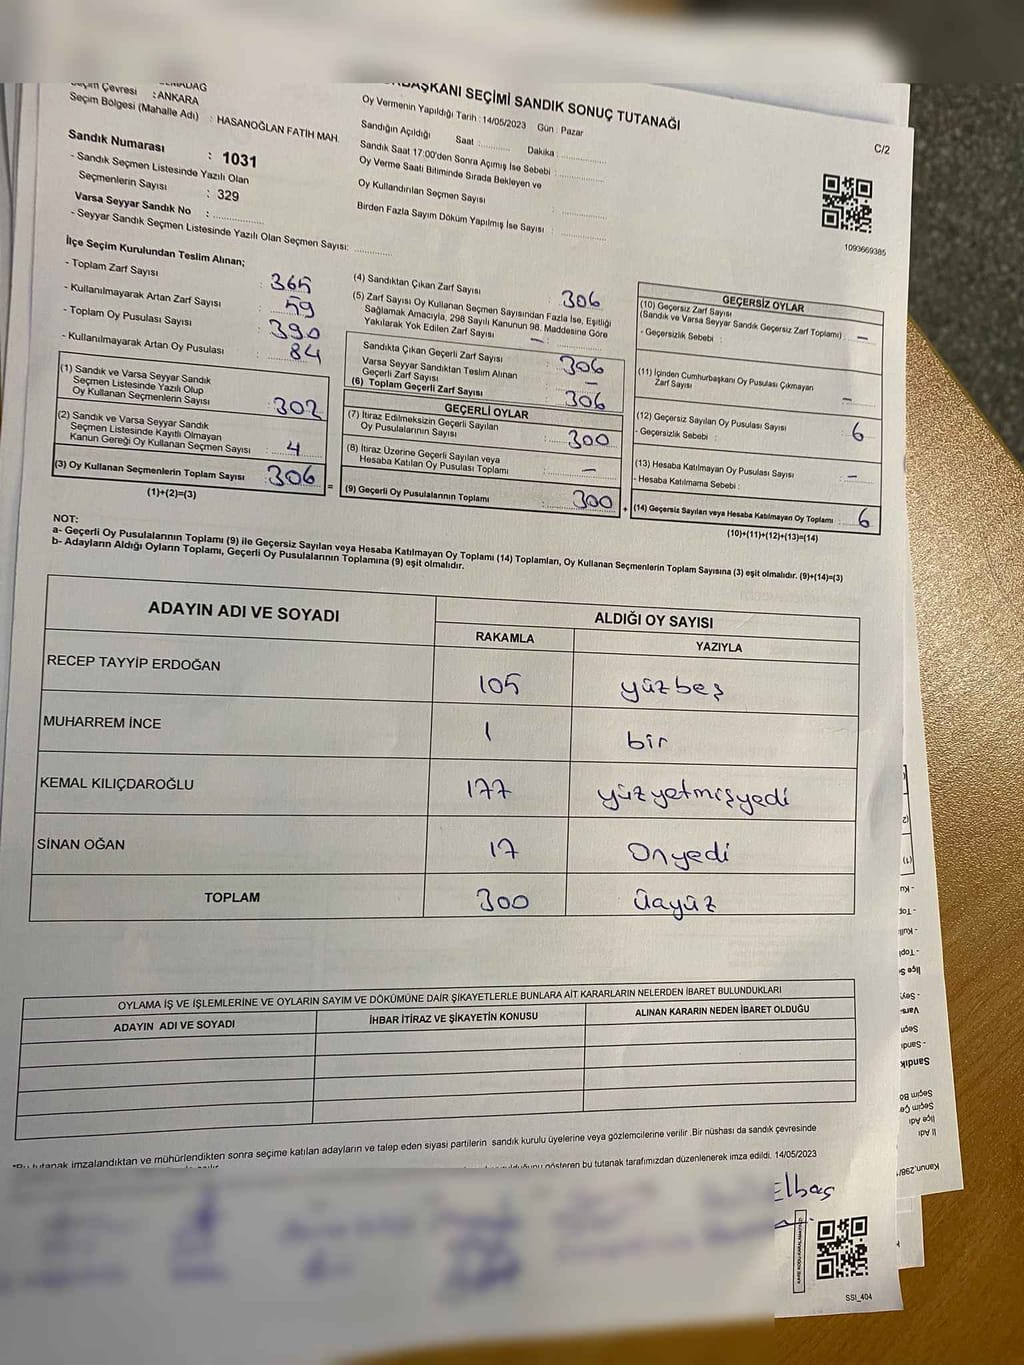 Seçim Çevresi : ANKARA
Seçim Bölgesi (Mahalle Adı) : HASANOĞLAN FATİH MAH.
Sandık Numarası : 1031
- Sandık Seçmen Listesinde Yazılı Olan
Seçmenlerin Sayısı : 329
Varsa Seyyar Sandık No :
- Seyyar Sandık Seçmen Listesinde Yazılı Olan Seçmen Sayısı:
SEÇİMİ SANDIK SONUÇ TUTANAĞI
Oy Vermenin Yapıldığı Tarih : 14/05/2023 Gün : Pazar
Sandığın Açıldığı Saat : Dakika :
Sandık Saat 17:00'den Sonra Açımış İse Sebebi :
Oy Verme Saati Bitiminde Sırada Bekleyen ve
Oy Kullandırılan Seçmen Sayısı :
Birden Fazla Sayım Döküm Yapılmış İse Sayısı :
C/2
1093669385
İlçe Seçim Kurulundan Teslim Alınan;
- Toplam Zarf Sayısı : 365
- Kullanılmayarak Artan Zarf Sayısı : 59
- Toplam Oy Pusulası Sayısı : 390
- Kullanılmayarak Artan Oy Pusulası : 84
(1) Sandık ve Varsa Seyyar Sandık
Seçmen Listesinde Yazılı Olup
Oy Kullanan Seçmenlerin Sayısı : 302
(2) Sandık ve Varsa Seyyar Sandık
Seçmen Listesinde Kayıtlı Olmayan
Kanun Gereği Oy Kullanan Seçmen Sayısı : 4
(3) Oy Kullanan Seçmenlerin Toplam Sayısı : 306
(1)+(2)=(3)
(4) Sandıktan Çıkan Zarf Sayısı : 306
(5) Zarf Sayısı Oy Kullanan Seçmen Sayısından Fazla İse, Eşitliği
Sağlamak Amacıyla, 298 Sayılı Kanunun 98. Maddesine Göre
Yakılarak Yok Edilen Zarf Sayısı : –
Sandıkta Çıkan Geçerli Zarf Sayısı : 306
Varsa Seyyar Sandıktan Teslim Alınan
Geçerli Zarf Sayısı : –
(6) Toplam Geçerli Zarf Sayısı : 306
GEÇERLİ OYLAR
(7) İtiraz Edilmeksizin Geçerli Sayılan
Oy Pusulalarının Sayısı : 300
(8) İtiraz Üzerine Geçerli Sayılan veya
Hesaba Katılan Oy Pusulası Toplamı : –
(9) Geçerli Oy Pusulalarının Toplamı : 300
GEÇERSİZ OYLAR
(10) Geçersiz Zarf Sayısı
(Sandık ve Varsa Seyyar Sandık Geçersiz Zarf Toplamı) : –
- Geçersizlik Sebebi :
(11) İçinden Cumhurbaşkanı Oy Pusulası Çıkmayan
Zarf Sayısı : –
(12) Geçersiz Sayılan Oy Pusulası Sayısı : 6
- Geçersizlik Sebebi :
(13) Hesaba Katılmayan Oy Pusulası Sayısı : –
- Hesaba Katılmama Sebebi :
(14) Geçersiz Sayılan veya Hesaba Katılmayan Oy Toplamı : 6
(10)+(11)+(12)+(13)=(14)
NOT:
a- Geçerli Oy Pusulalarının Toplamı (9) ile Geçersiz Sayılan veya Hesaba Katılmayan Oy Toplamı (14) Toplamları, Oy Kullanan Seçmenlerin Toplam Sayısına (3) eşit olmalıdır. (9)+(14)=(3)
b- Adayların Aldığı Oyların Toplamı, Geçerli Oy Pusulalarının Toplamına (9) eşit olmalıdır.
ADAYIN ADI VE SOYADI
ALDIĞI OY SAYISI
RAKAMLA YAZIYLA
RECEP TAYYİP ERDOĞAN 105 yüzbeş
MUHARREM İNCE 1 bir
KEMAL KILIÇDAROĞLU 177 yüzyetmişyedi
SİNAN OĞAN 17 Onyedi
TOPLAM 300 üayüz
OYLAMA İŞ VE İŞLEMLERİNE VE OYLARIN SAYIM VE DÖKÜMÜNE DAİR ŞİKAYETLERLE BUNLARA AİT KARARLARIN NELERDEN İBARET BULUNDUKLARI
ADAYIN ADI VE SOYADI İHBAR İTİRAZ VE ŞİKAYETİN KONUSU ALINAN KARARIN NEDEN İBARET OLDUĞU
*Bu tutanak imzalandıktan ve mühürlendikten sonra seçime katılan adayların ve talep eden siyasi partilerin sandık kurulu üyelerine veya gözlemcilerine verilir .Bir nüshası da sandık çevresinde
gösteren bu tutanak tarafımızdan düzenlenerek imza edildi. 14/05/2023
Elbaş
SSI_404